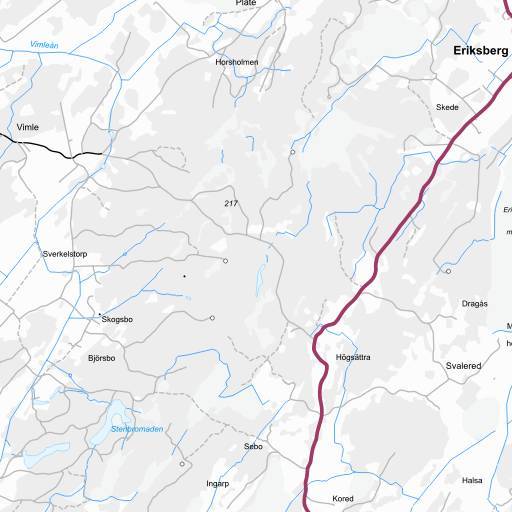 Plate
Vimleån
Eriksberg
Horsholmen
Skede
Vimle
217
Sverkelstorp
Dragås
Skogsbo
Björsbo
Högsättra
Svalered
Stenbromaden
Sebo
Ingarp
Halsa
Kored